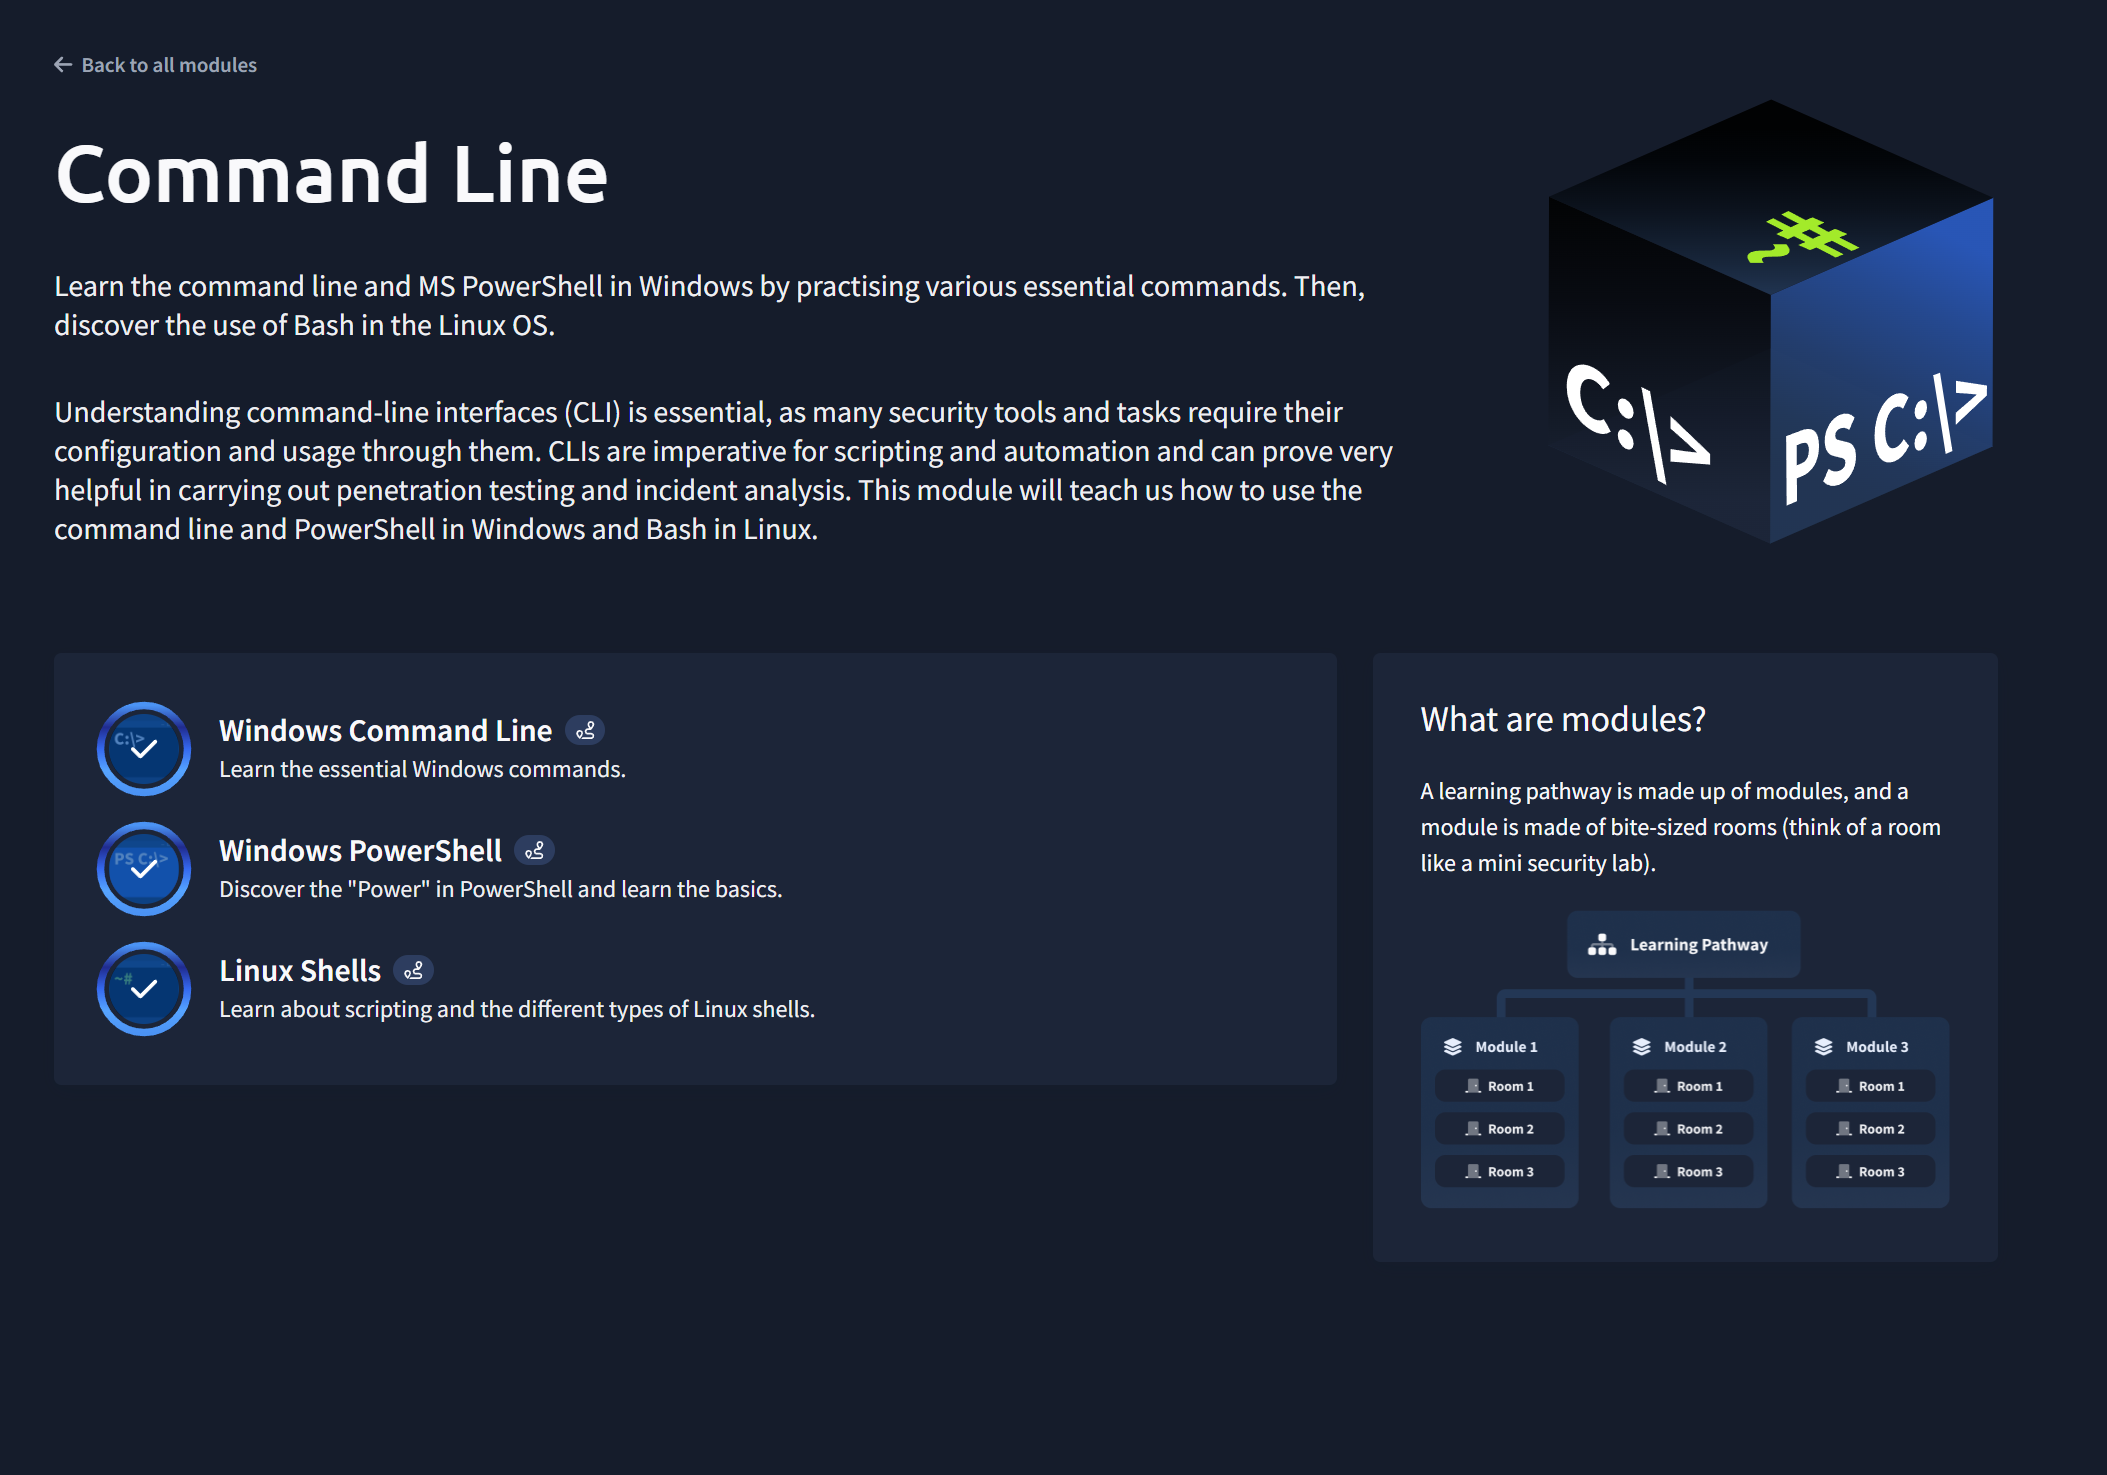 Back to all modules
Command Line
Learn the command line and MS PowerShell in Windows by practising various essential commands. Then,
discover the use of Bash in the Linux OS.
Understanding command-line interfaces (CLI) is essential, as many security tools and tasks require their
configuration and usage through them. CLIs are imperative for scripting and automation and can prove very
helpful in carrying out penetration testing and incident analysis. This module will teach us how to use the
command line and PowerShell in Windows and Bash in Linux.
~#
C:\>
PS C:\>
C:\>
Windows Command Line
Learn the essential Windows commands.
PS C:\>
Windows PowerShell
Discover the "Power" in PowerShell and learn the basics.
~#
Linux Shells
Learn about scripting and the different types of Linux shells.
What are modules?
A learning pathway is made up of modules, and a
module is made of bite-sized rooms (think of a room
like a mini security lab).
Learning Pathway
Module 1
Room 1
Room 2
Room 3
Module 2
Room 1
Room 2
Room 3
Module 3
Room 1
Room 2
Room 3